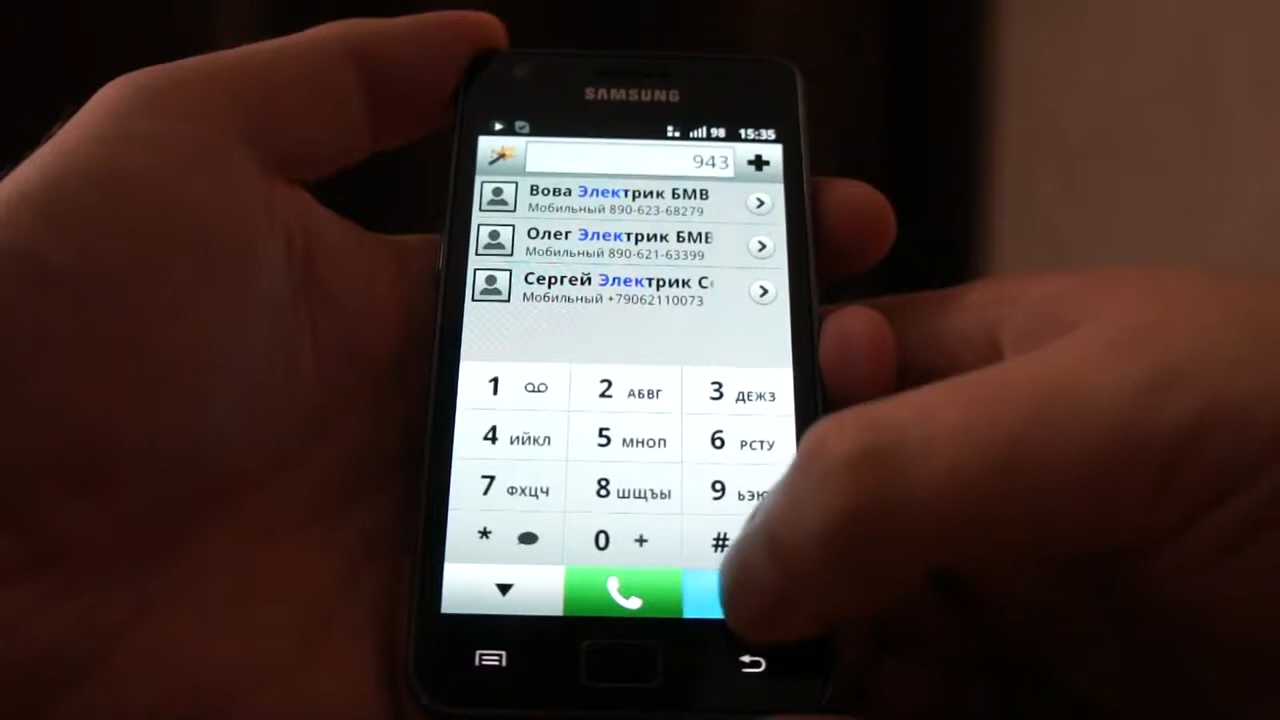 SAMSUNG
98 15:35
943
Вова Электрик БМВ
Мобильный 890-623-68279
Олег Электрик БМВ
Мобильный 890-621-63399
Сергей Электрик
Мобильный +79062110073
1 2 АБВГ 3 ДЕЖЗ
4 ИЙКЛ 5 МНОП 6 РСТУ
7 ФХЦЧ 8 ШЩЪЫ 9 ЬЭЮ
* 0 + #